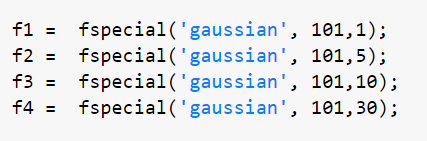 f1 =  fspecial('gaussian', 101,1);
f2 =  fspecial('gaussian', 101,5);
f3 =  fspecial('gaussian', 101,10);
f4 =  fspecial('gaussian', 101,30);